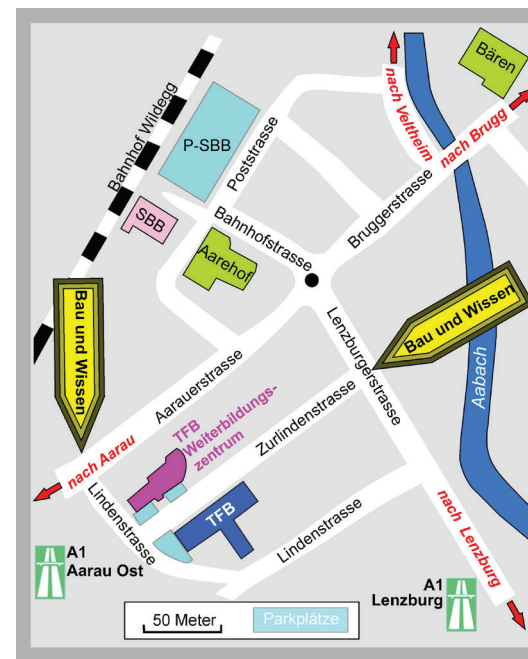 Bären
nach Veltheim
nach Brugg
Bahnhof Wildegg
P-SBB
Poststrasse
SBB
Bahnhofstrasse
Bruggerstrasse
Aarehof
Bau und Wissen
Lenzburgerstrasse
Bau und Wissen
Aabach
Aarauerstrasse
TFB
Weiterbildungs-
zentrum
Zurlindenstrasse
nach Aarau
Lindenstrasse
TFB
Lindenstrasse
nach Lenzburg
A1
Aarau Ost
A1
Lenzburg
50 Meter
Parkplätze